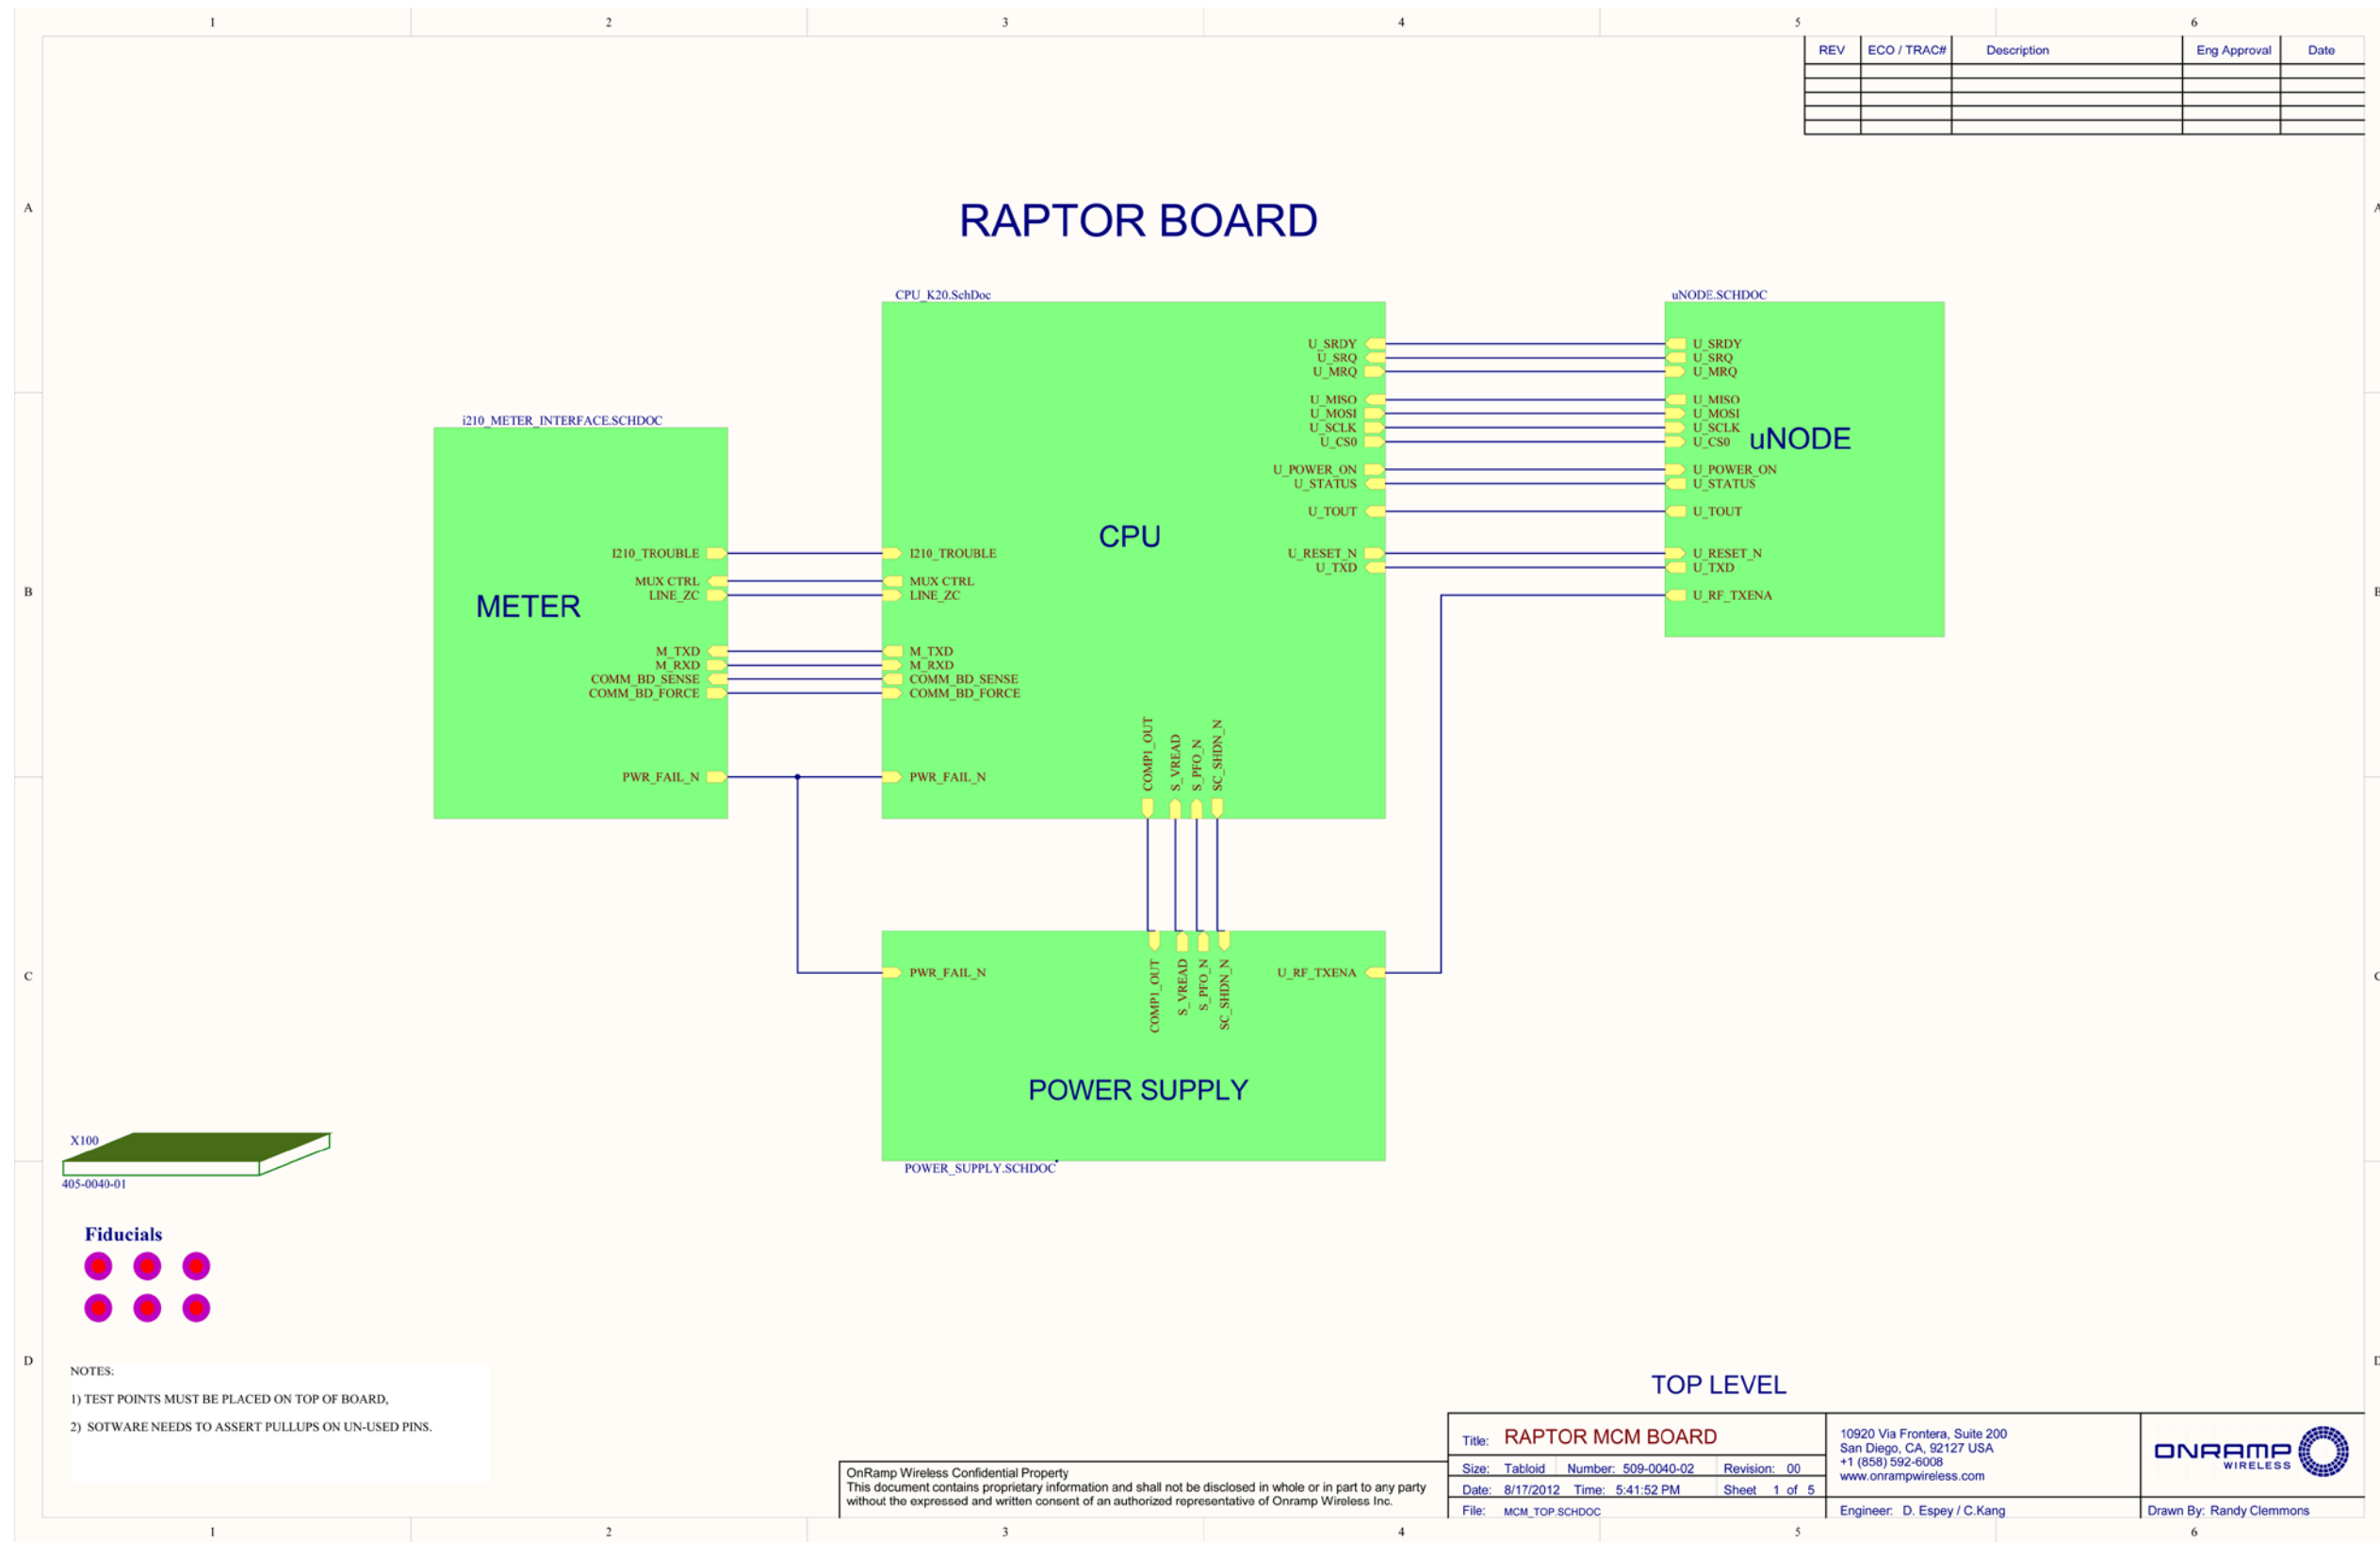 1 2 3 4 5 6
REV ECO / TRAC# Description Eng Approval Date
A A
RAPTOR BOARD
CPU_K20.SchDoc
uNODE.SCHDOC
U_SRDY U_SRDY
U_SRQ U_SRQ
U_MRQ U_MRQ
U_MISO U_MISO
U_MOSI U_MOSI
U_SCLK U_SCLK
U_CS0 U_CS0
uNODE
i210_METER_INTERFACE.SCHDOC
U_POWER_ON U_POWER_ON
U_STATUS U_STATUS
U_TOUT U_TOUT
CPU
I210_TROUBLE I210_TROUBLE
U_RESET_N U_RESET_N
U_TXD U_TXD
MUX CTRL MUX CTRL
LINE_ZC LINE_ZC
U_RF_TXENA
B B
METER
M_TXD M_TXD
M_RXD M_RXD
COMM_BD_SENSE COMM_BD_SENSE
COMM_BD_FORCE COMM_BD_FORCE
PWR_FAIL_N PWR_FAIL_N
COMP1_OUT
S_VREAD
S_PFO_N
SC_SHDN_N
C C
PWR_FAIL_N
COMP1_OUT
S_VREAD
S_PFO_N
SC_SHDN_N
U_RF_TXENA
POWER SUPPLY
POWER_SUPPLY.SCHDOC
X100
405-0040-01
Fiducials
D D
NOTES:
1) TEST POINTS MUST BE PLACED ON TOP OF BOARD,
2) SOTWARE NEEDS TO ASSERT PULLUPS ON UN-USED PINS.
TOP LEVEL
OnRamp Wireless Confidential Property
This document contains proprietary information and shall not be disclosed in whole or in part to any party
without the expressed and written consent of an authorized representative of Onramp Wireless Inc.
Title: RAPTOR MCM BOARD
Size: Tabloid Number: 509-0040-02 Revision: 00
Date: 8/17/2012 Time: 5:41:52 PM Sheet 1 of 5
File: MCM_TOP.SCHDOC
10920 Via Frontera, Suite 200
San Diego, CA, 92127 USA
+1 (858) 592-6008
www.onrampwireless.com
Engineer: D. Espey / C.Kang
ONRAMP
WIRELESS
Drawn By: Randy Clemmons
1 2 3 4 5 6